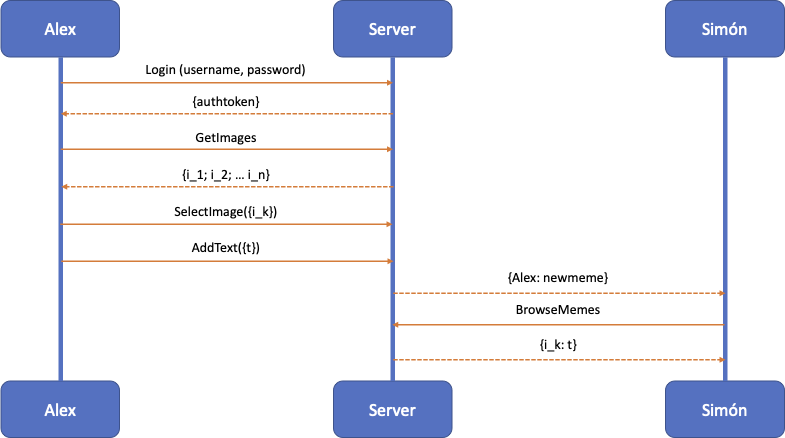 Alex
Server
Simón
Login (username, password)
{authtoken}
GetImages
{i_1; i_2; … i_n}
SelectImage({i_k})
AddText({t})
{Alex: newmeme}
BrowseMemes
{i_k: t}
Alex
Server
Simón